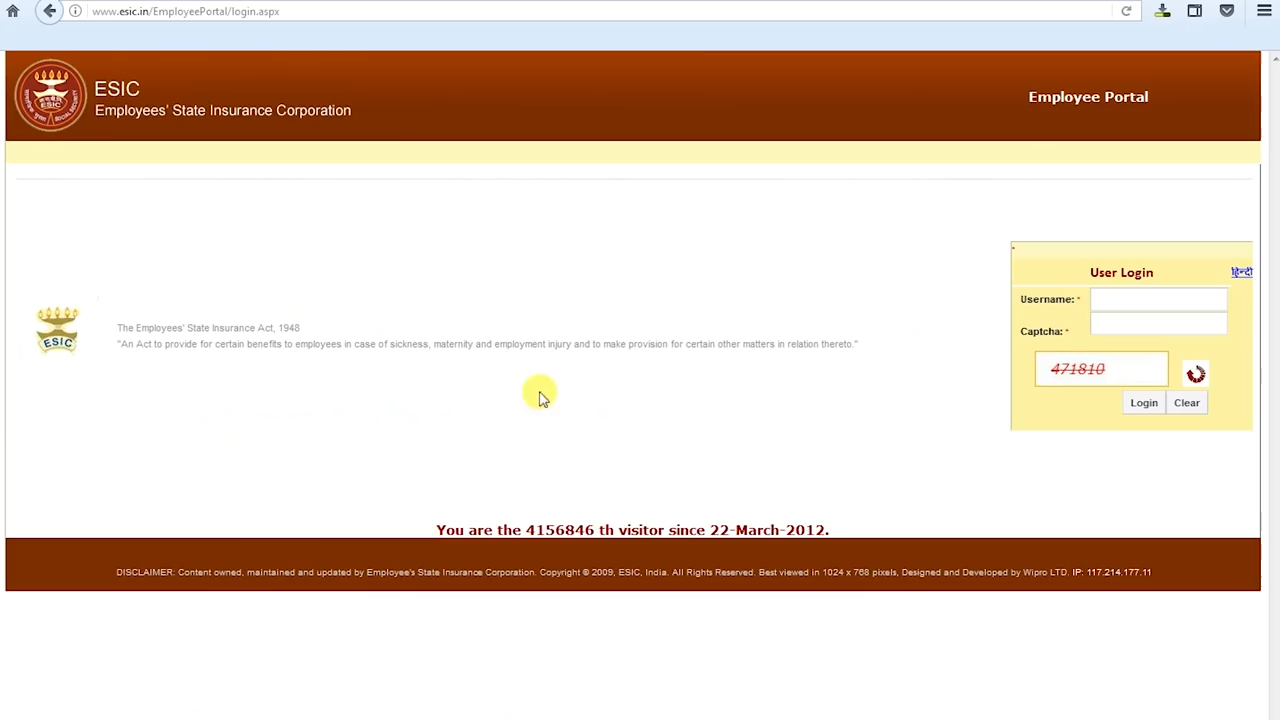 www.esic.in/EmployeePortal/login.aspx
ESIC
Employees' State Insurance Corporation
Employee Portal
User Login
हिन्दी
Username: *
Captcha: *
471810
Login Clear
The Employees' State Insurance Act, 1948
"An Act to provide for certain benefits to employees in case of sickness, maternity and employment injury and to make provision for certain other matters in relation thereto."
ESIC
You are the 4156846 th visitor since 22-March-2012.
DISCLAIMER: Content owned, maintained and updated by Employee's State Insurance Corporation. Copyright © 2009, ESIC, India. All Rights Reserved. Best viewed in 1024 x 768 pixels, Designed and Developed by Wipro LTD. IP: 117.214.177.11